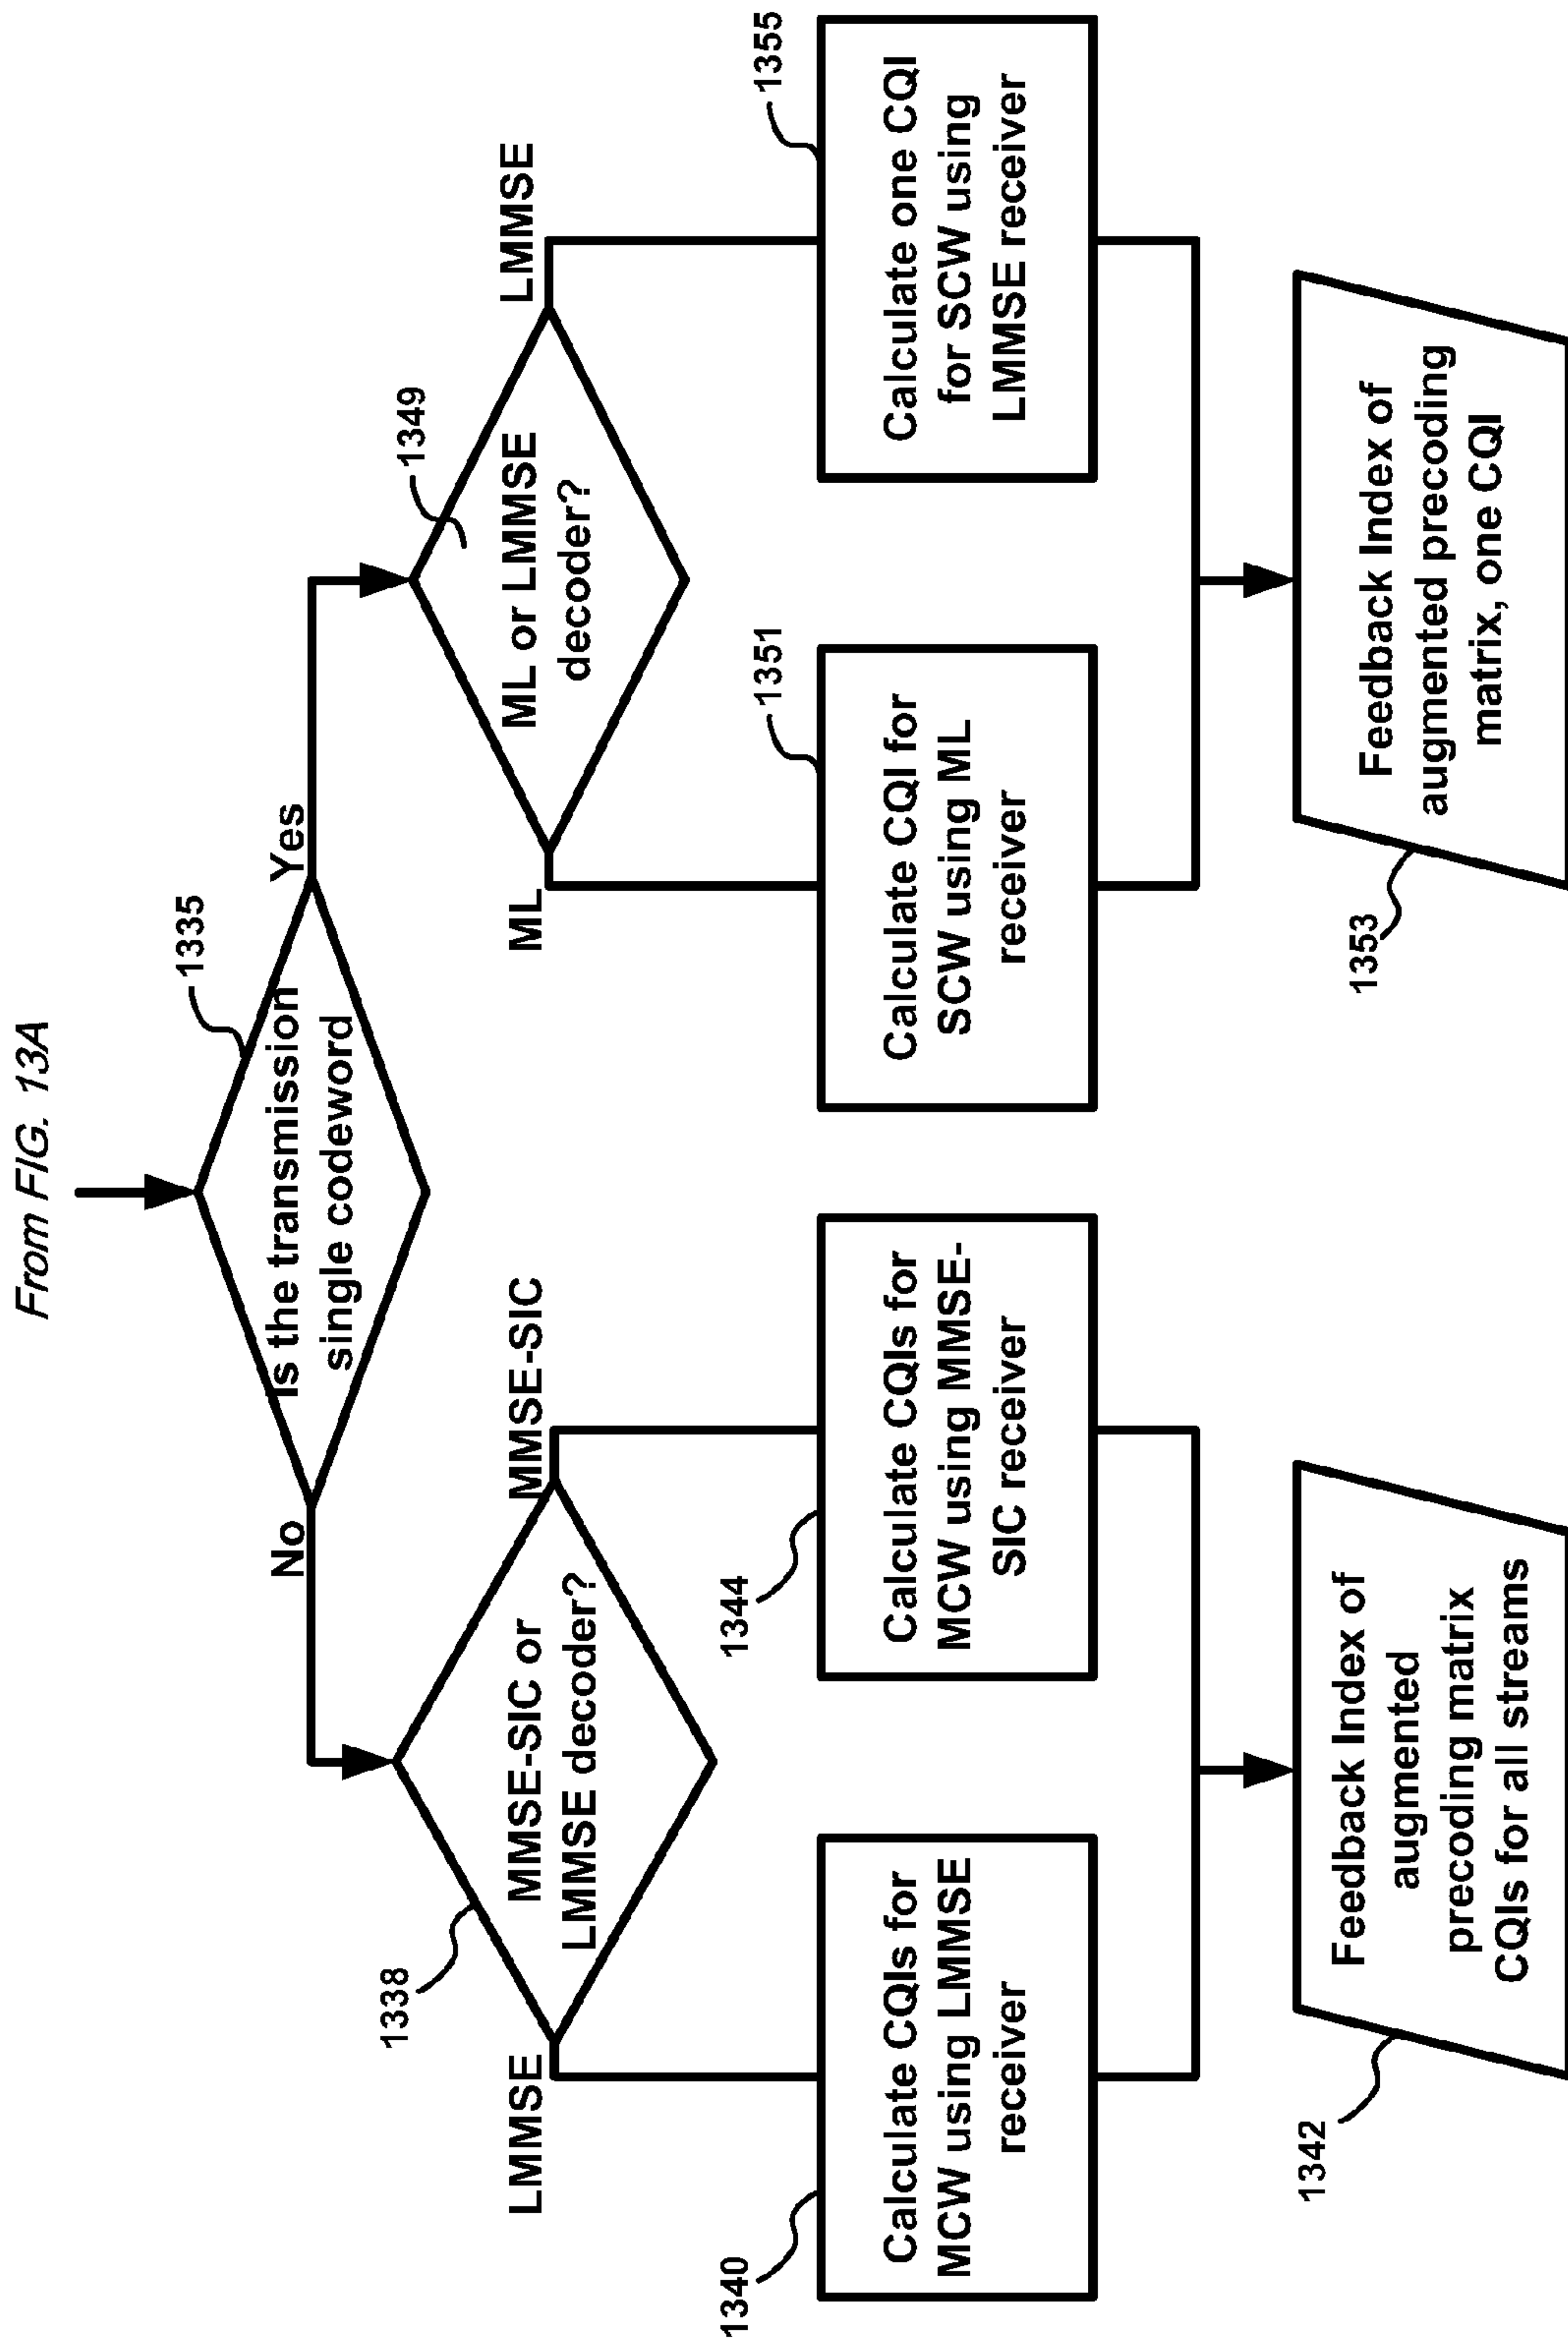 From FIG. 13A
1335
Is the transmission
single codeword
No
Yes
1338
MMSE-SIC or
LMMSE decoder?
LMMSE
MMSE-SIC
1349
ML or LMMSE
decoder?
ML
LMMSE
1340
Calculate CQIs for
MCW using LMMSE
receiver
1344
Calculate CQIs for
MCW using MMSE-
SIC receiver
1351
Calculate CQI for
SCW using ML
receiver
1355
Calculate one CQI
for SCW using
LMMSE receiver
1342
Feedback Index of
augmented
precoding matrix
CQIs for all streams
1353
Feedback Index of
augmented precoding
matrix, one CQI